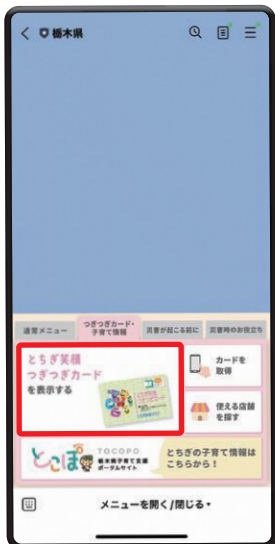 栃木県
通常メニュー
つぎつぎカード・
子育て情報
災害が起こる前に
災害時のお役立ち
とちぎ笑顔
つぎつぎカード
を表示する
カードを
取得
使える店舗
を探す
とこぽ
TOCOPO
栃木県子育て支援
ポータルサイト
とちぎの子育て情報は
こちらから！
メニューを開く/閉じる